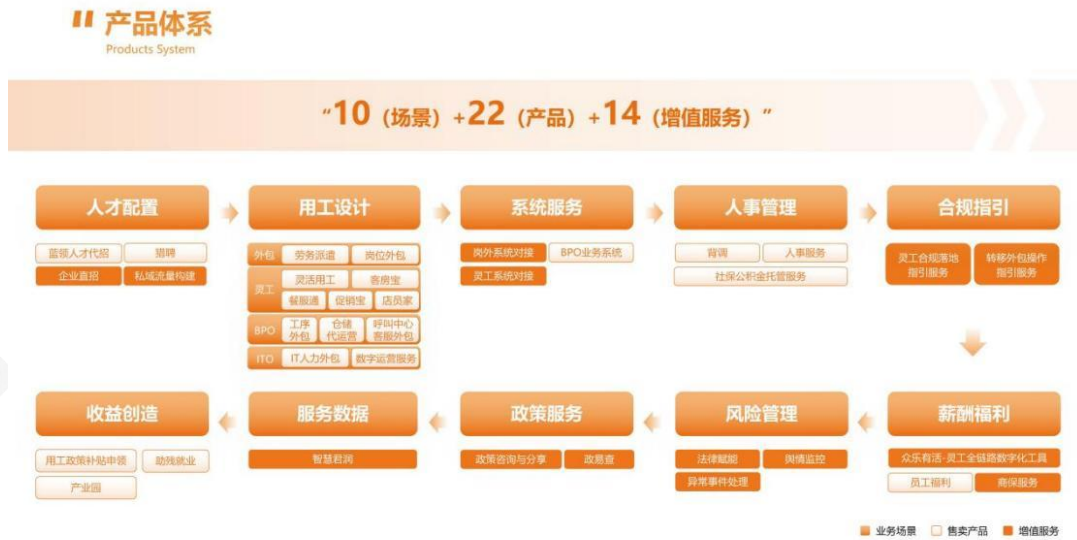 产品体系
Products System
“10（场景）+22（产品）+14（增值服务）”
人才配置
蓝领人才代招 猎聘
企业直招 私域流量构建
用工设计
外包 劳务派遣 岗位外包
灵工 灵活用工 客房宝
餐服通 促销宝 店员家
BPO 工序外包 仓储代运营 呼叫中心客服外包
ITO IT人力外包 数字运营服务
系统服务
岗外系统对接 BPO业务系统
灵工系统对接
人事管理
背调 人事服务
社保公积金托管服务
合规指引
灵工合规落地 转移外包操作
指引服务 指引服务
收益创造
用工政策补贴申领 助残就业
产业园
服务数据
智慧君润
政策服务
政策咨询与分享 政易查
风险管理
法律赋能 舆情监控
异常事件处理
薪酬福利
众乐有活-灵工全链路数字化工具
员工福利 商保服务
业务场景 售卖产品 增值服务